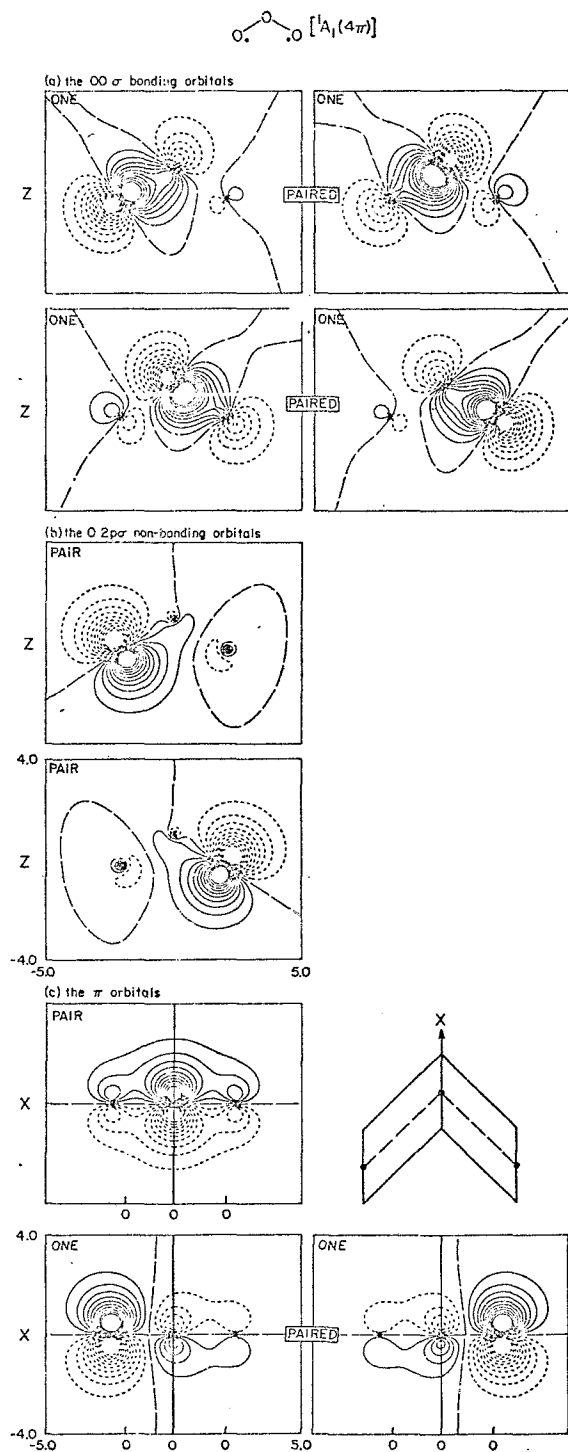 O O O [¹A₁(4π)]
(a) the OO σ bonding orbitals
ONE
ONE
Z
PAIRED
ONE
ONE
Z
PAIRED
(b) the O 2pσ non-bonding orbitals
PAIR
Z
4.0
PAIR
Z
-4.0
-5.0 5.0
(c) the π orbitals
PAIR
X
X
O O O
4.0
ONE
ONE
X
PAIRED
-4.0
-5.0 O O O 5.0 O O O